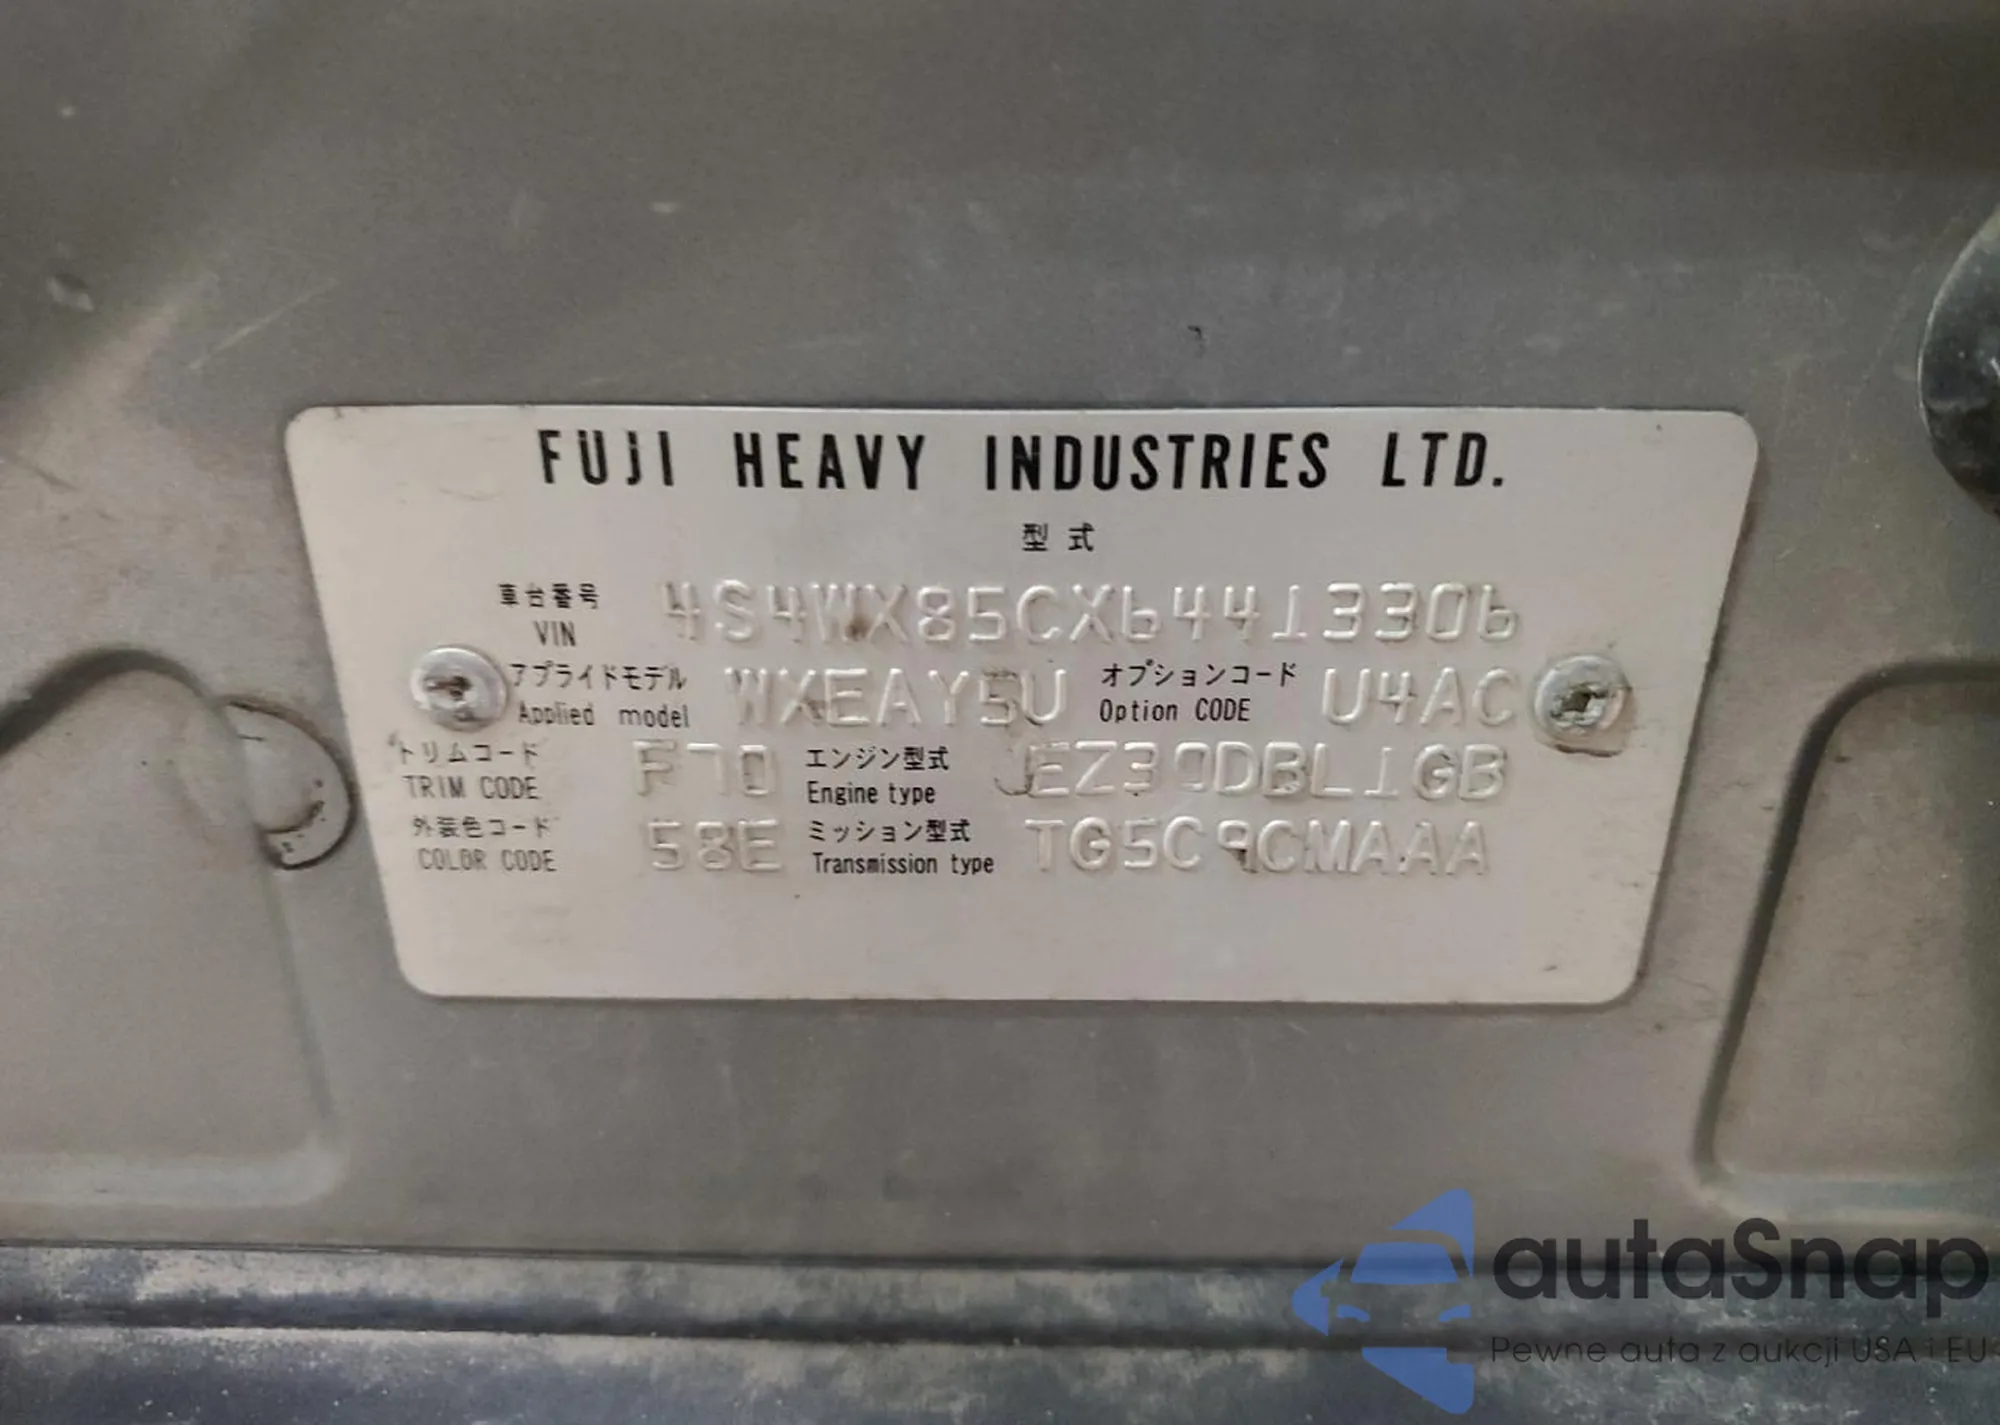 FUJI HEAVY INDUSTRIES LTD.
型式
車台番号 VIN 4S4WX85CX64413306
アプライドモデル Applied model WXEAY5U オプションコード Option CODE U4AC
トリムコード TRIM CODE F70 エンジン型式 Engine type EZ30DBL1GB
外装色コード COLOR CODE 58E ミッション型式 Transmission type TG5C9CMAAA
autaSnap
Pewne auta z aukcji USA i EU